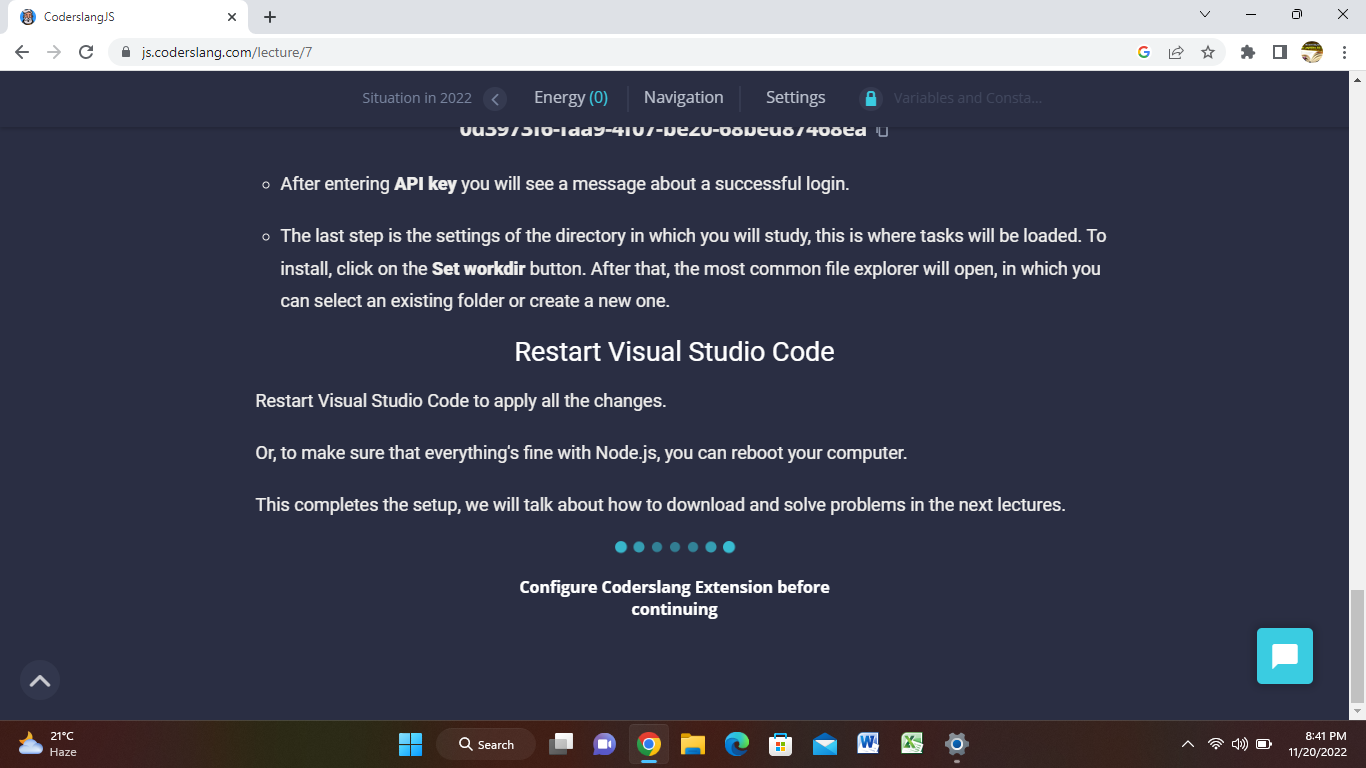 CoderslangJS
js.coderslang.com/lecture/7
Situation in 2022 Energy (0) Navigation Settings Variables and Consta...
0d3973f6-faa9-4f07-be20-68bed87468ea
After entering API key you will see a message about a successful login.
The last step is the settings of the directory in which you will study, this is where tasks will be loaded. To
install, click on the Set workdir button. After that, the most common file explorer will open, in which you
can select an existing folder or create a new one.
Restart Visual Studio Code
Restart Visual Studio Code to apply all the changes.
Or, to make sure that everything's fine with Node.js, you can reboot your computer.
This completes the setup, we will talk about how to download and solve problems in the next lectures.
Configure Coderslang Extension before
continuing
21°C
Haze
Search
8:41 PM
11/20/2022